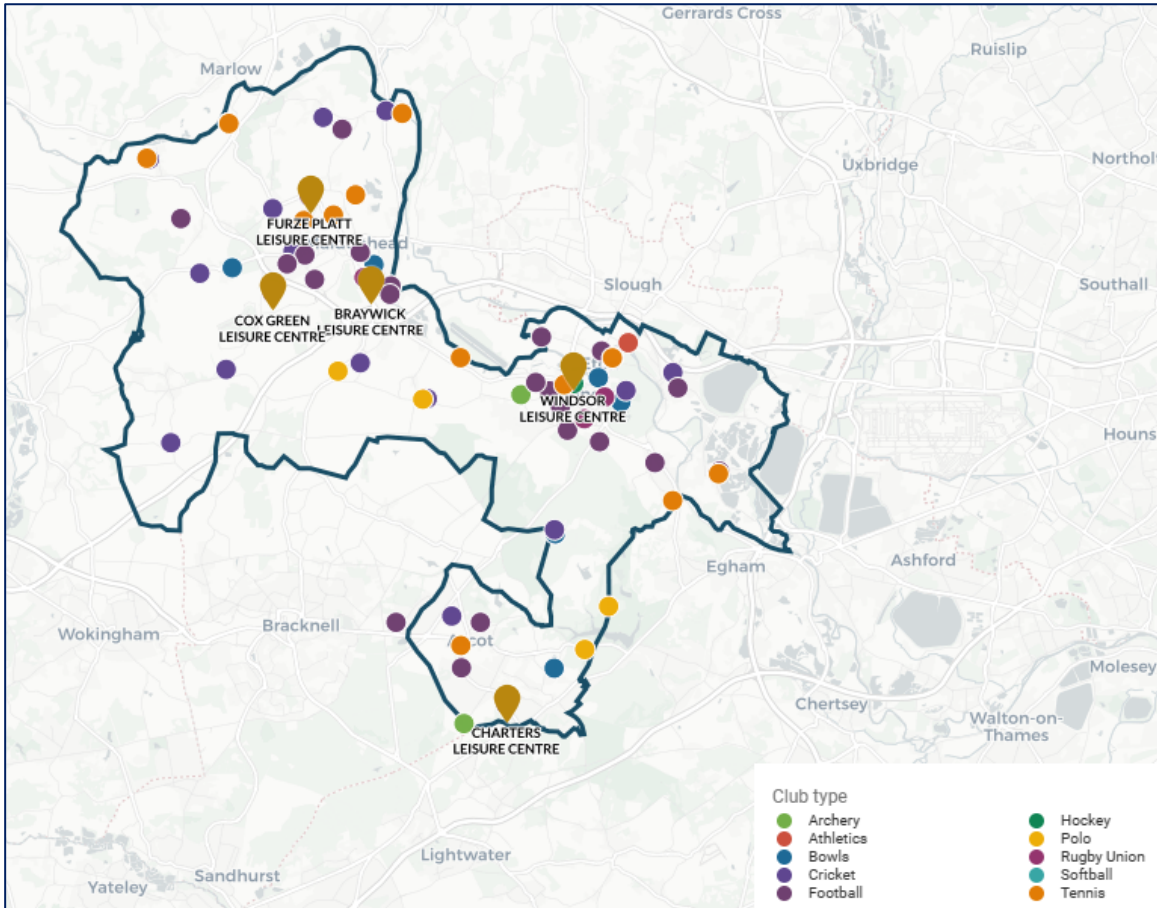 Gerrards Cross
Ruislip
Marlow
Uxbridge
Northolt
FURZE PLATT
LEISURE CENTRE
Slough
Southall
COX GREEN
LEISURE CENTRE
BRAYWICK
LEISURE CENTRE
WINDSOR
LEISURE CENTRE
Houns
Egham
Ashford
Wokingham
Bracknell
Molesey
Chertsey
Walton-on-
Thames
CHARTERS
LEISURE CENTRE
Lightwater
Yateley
Sandhurst
Club type
Archery
Athletics
Bowls
Cricket
Football
Hockey
Polo
Rugby Union
Softball
Tennis